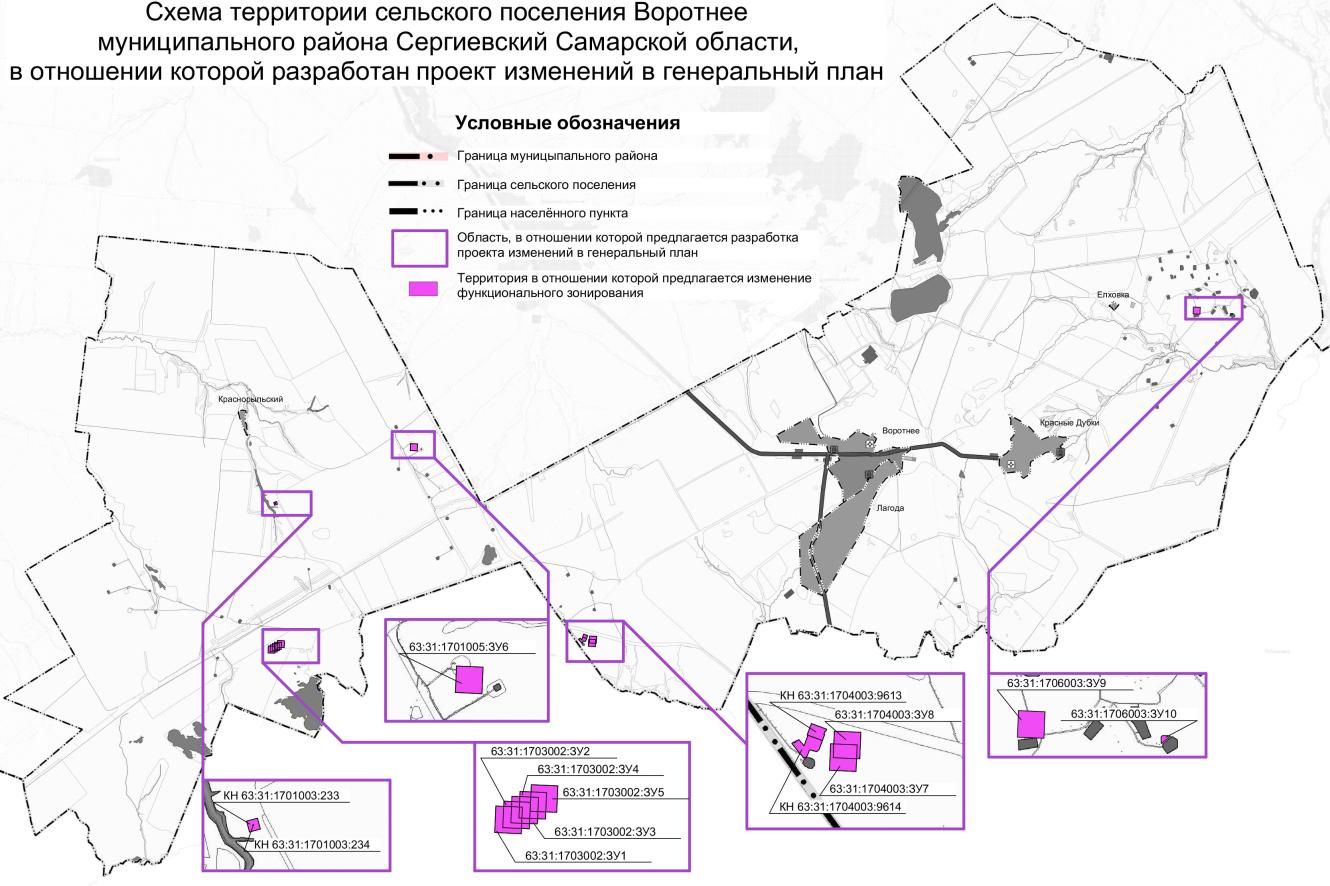 Схема территории сельского поселения Воротнее
муниципального района Сергиевский Самарской области,
в отношении которой разработан проект изменений в генеральный план
Условные обозначения
Граница муницыпального района
Граница сельского поселения
Граница населённого пункта
Область, в отношении которой предлагается разработка
проекта изменений в генеральный план
Территория в отношении которой предлагается изменение
функционального зонирования
Елховка
Краснорыльский
Воротнее
Красные Дубки
Лагода
63:31:1701005:ЗУ6
КН 63:31:1704003:9613
63:31:1704003:ЗУ8
63:31:1704003:ЗУ7
КН 63:31:1704003:9614
63:31:1706003:ЗУ9
63:31:1706003:ЗУ10
63:31:1703002:ЗУ2
63:31:1703002:ЗУ4
63:31:1703002:ЗУ5
63:31:1703002:ЗУ3
63:31:1703002:ЗУ1
КН 63:31:1701003:233
КН 63:31:1701003:234